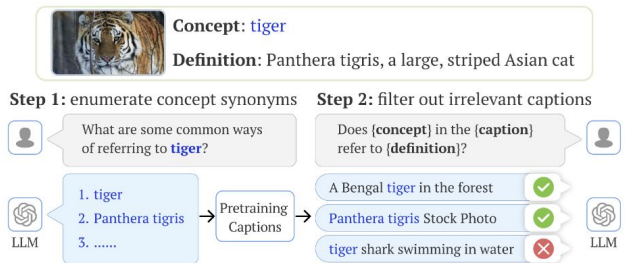 Concept: tiger
Definition: Panthera tigris, a large, striped Asian cat
Step 1: enumerate concept synonyms
Step 2: filter out irrelevant captions
What are some common ways
of referring to tiger?
Does {concept} in the {caption}
refer to {definition}?
1. tiger
2. Panthera tigris
3. ......
LLM
Pretraining
Captions
A Bengal tiger in the forest
Panthera tigris Stock Photo
tiger shark swimming in water
LLM